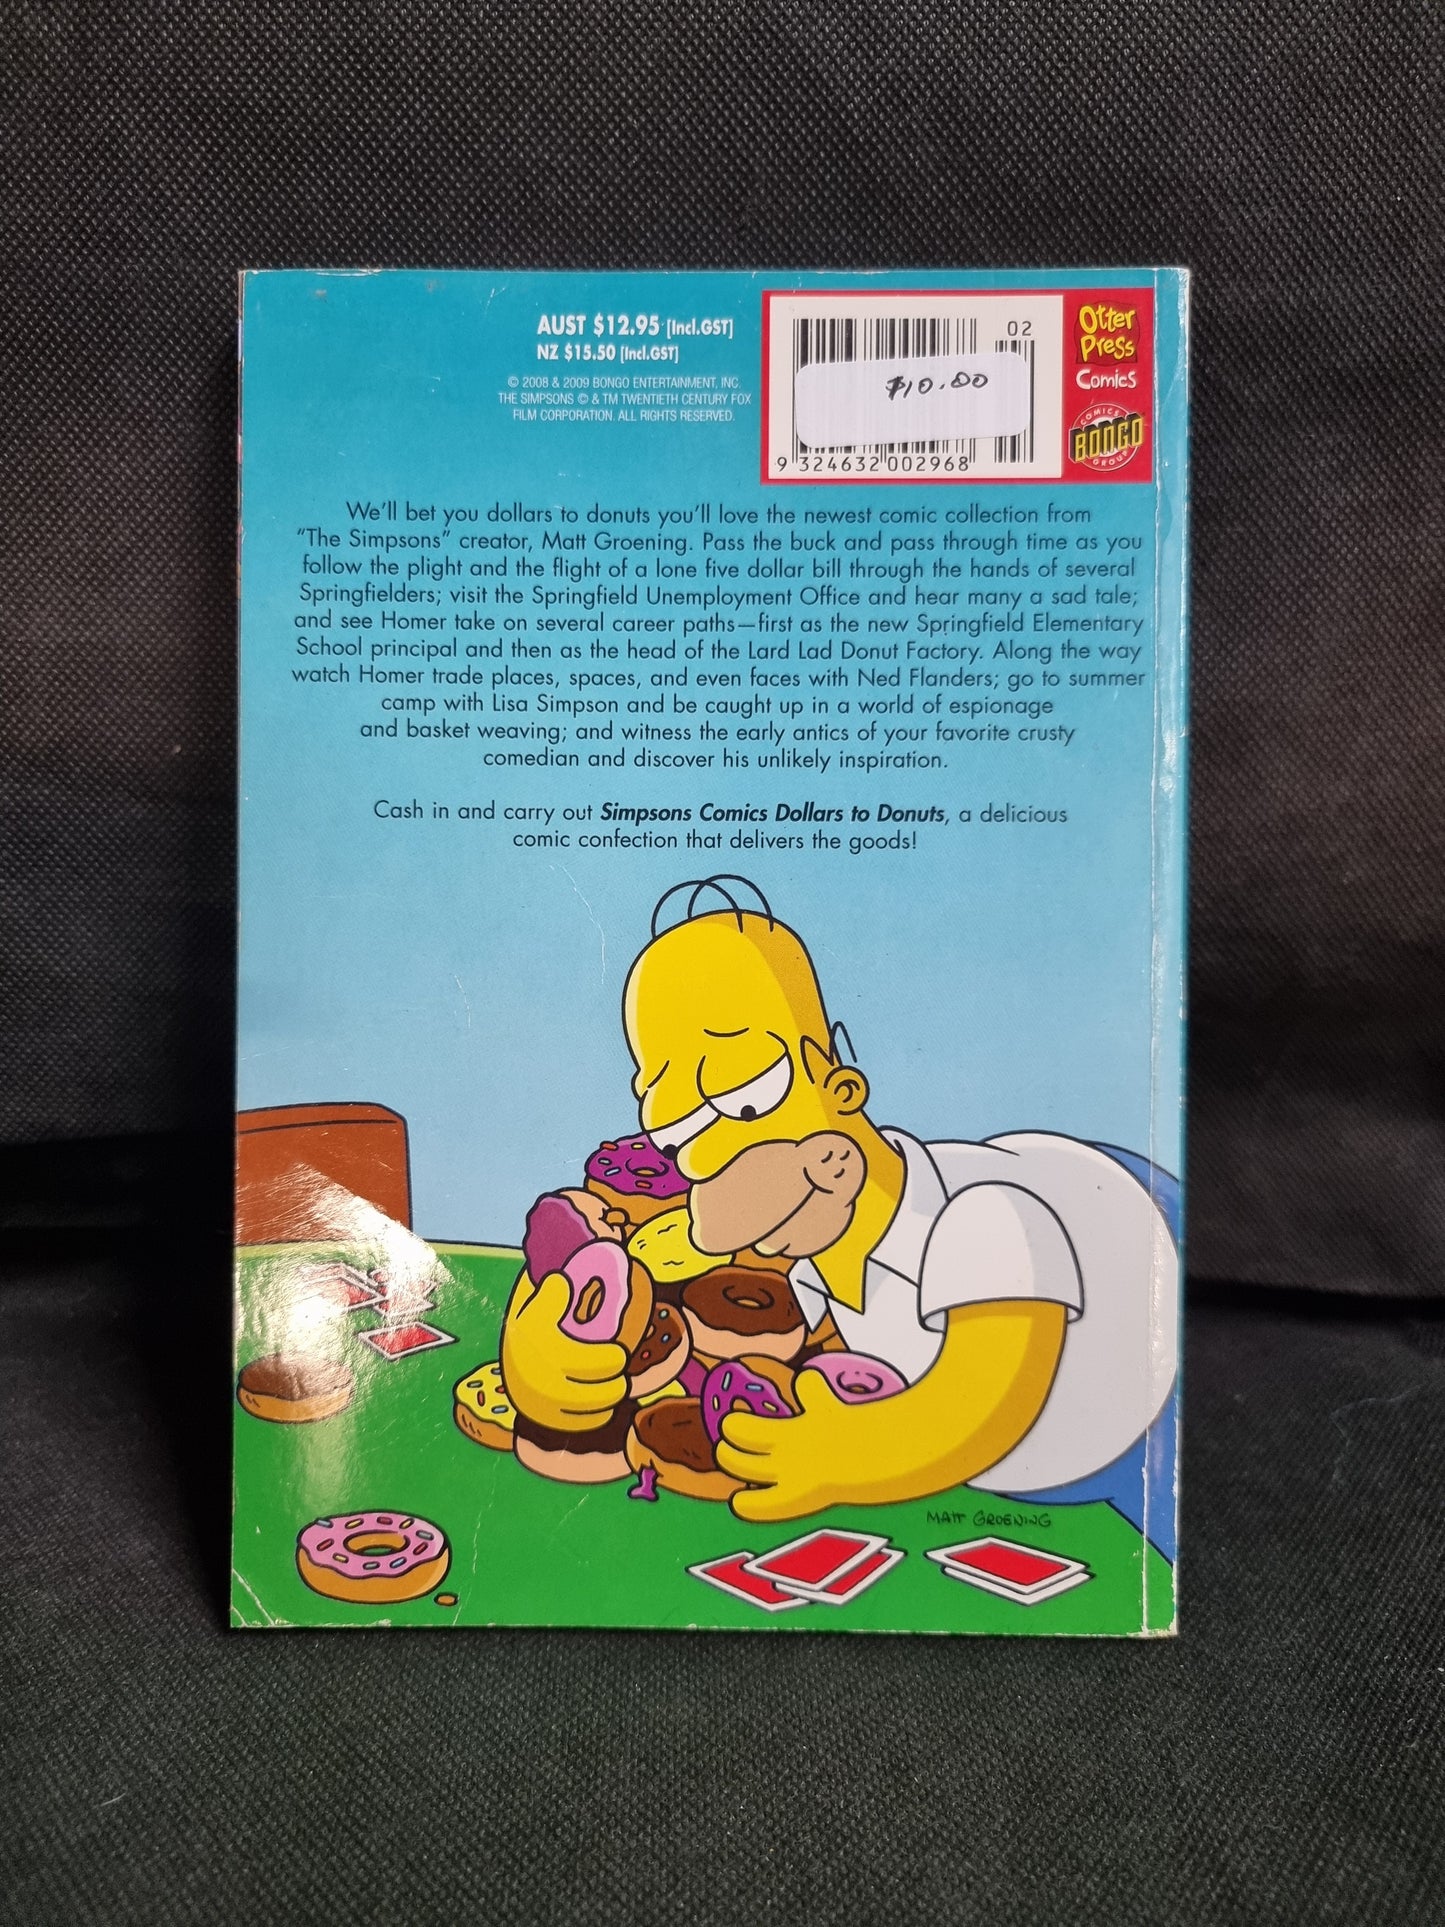 AUST $12.95 [Incl.GST]
NZ $15.50 [Incl.GST]
© 2008 & 2009 BONGO ENTERTAINMENT, INC.
THE SIMPSONS © & TM TWENTIETH CENTURY FOX
FILM CORPORATION. ALL RIGHTS RESERVED.
02
$10.00
9 324632 002968
Otter
Press
Comics
COMICS
BONGO
GROUP
We'll bet you dollars to donuts you'll love the newest comic collection from
"The Simpsons" creator, Matt Groening. Pass the buck and pass through time as you
follow the plight and the flight of a lone five dollar bill through the hands of several
Springfielders; visit the Springfield Unemployment Office and hear many a sad tale;
and see Homer take on several career paths—first as the new Springfield Elementary
School principal and then as the head of the Lard Lad Donut Factory. Along the way
watch Homer trade places, spaces, and even faces with Ned Flanders; go to summer
camp with Lisa Simpson and be caught up in a world of espionage
and basket weaving; and witness the early antics of your favorite crusty
comedian and discover his unlikely inspiration.
Cash in and carry out Simpsons Comics Dollars to Donuts, a delicious
comic confection that delivers the goods!
MATT GROENING